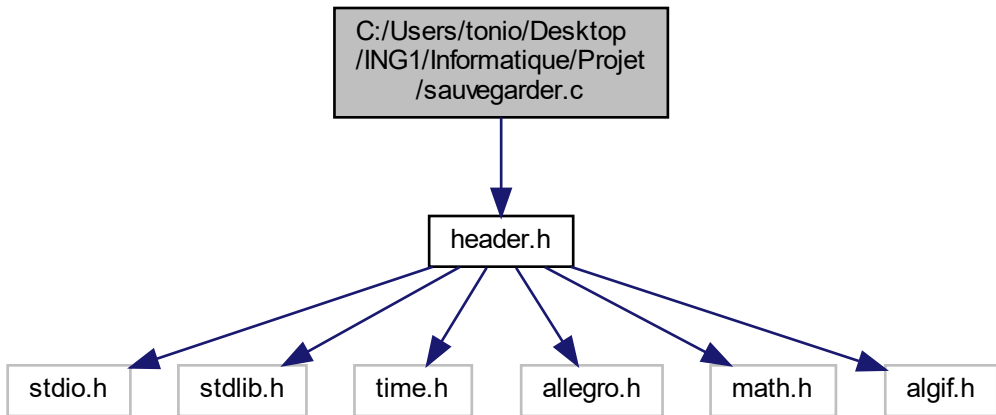 C:/Users/tonio/Desktop
/ING1/Informatique/Projet
/sauvegarder.c
header.h
stdio.h
stdlib.h
time.h
allegro.h
math.h
algif.h